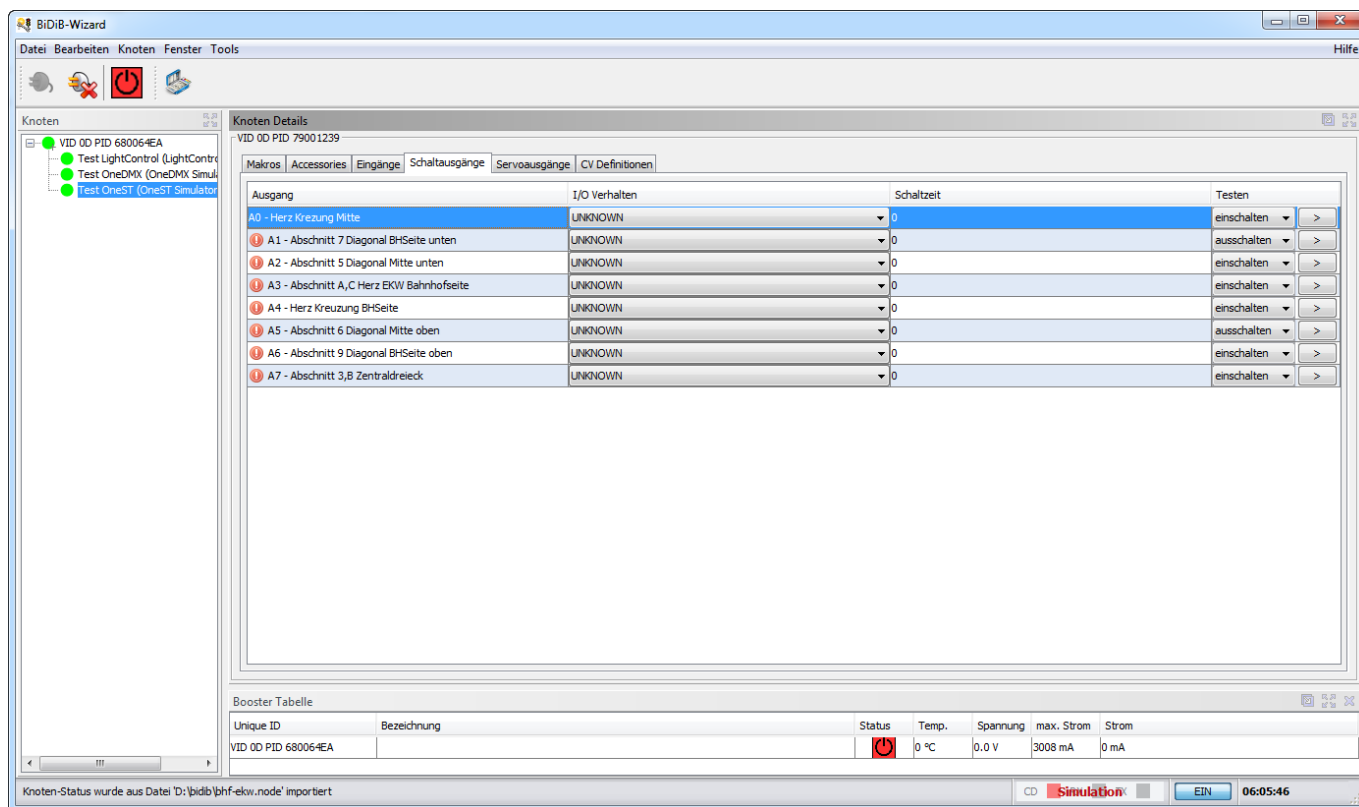 BiDiB-Wizard
Datei Bearbeiten Knoten Fenster Tools Hilfe
Knoten
VID 0D PID 680064EA
Test LightControl (LightContro
Test OneDMX (OneDMX Simul
Test OneST (OneST Simulator
Knoten Details
VID 0D PID 79001239
Makros Accessories Eingänge Schaltausgänge Servoausgänge CV Definitionen
Ausgang I/O Verhalten Schaltzeit Testen
A0 - Herz Krezung Mitte UNKNOWN 0 einschalten >
A1 - Abschnitt 7 Diagonal BHSeite unten UNKNOWN 0 ausschalten >
A2 - Abschnitt 5 Diagonal Mitte unten UNKNOWN 0 einschalten >
A3 - Abschnitt A,C Herz EKW Bahnhofseite UNKNOWN 0 einschalten >
A4 - Herz Kreuzung BHSeite UNKNOWN 0 einschalten >
A5 - Abschnitt 6 Diagonal Mitte oben UNKNOWN 0 ausschalten >
A6 - Abschnitt 9 Diagonal BHSeite oben UNKNOWN 0 einschalten >
A7 - Abschnitt 3,B Zentraldreieck UNKNOWN 0 einschalten >
Booster Tabelle
Unique ID Bezeichnung Status Temp. Spannung max. Strom Strom
VID 0D PID 680064EA 0 °C 0.0 V 3008 mA 0 mA
Knoten-Status wurde aus Datei 'D:\bidib\bhf-ekw.node' importiert CD Simulation EIN 06:05:46